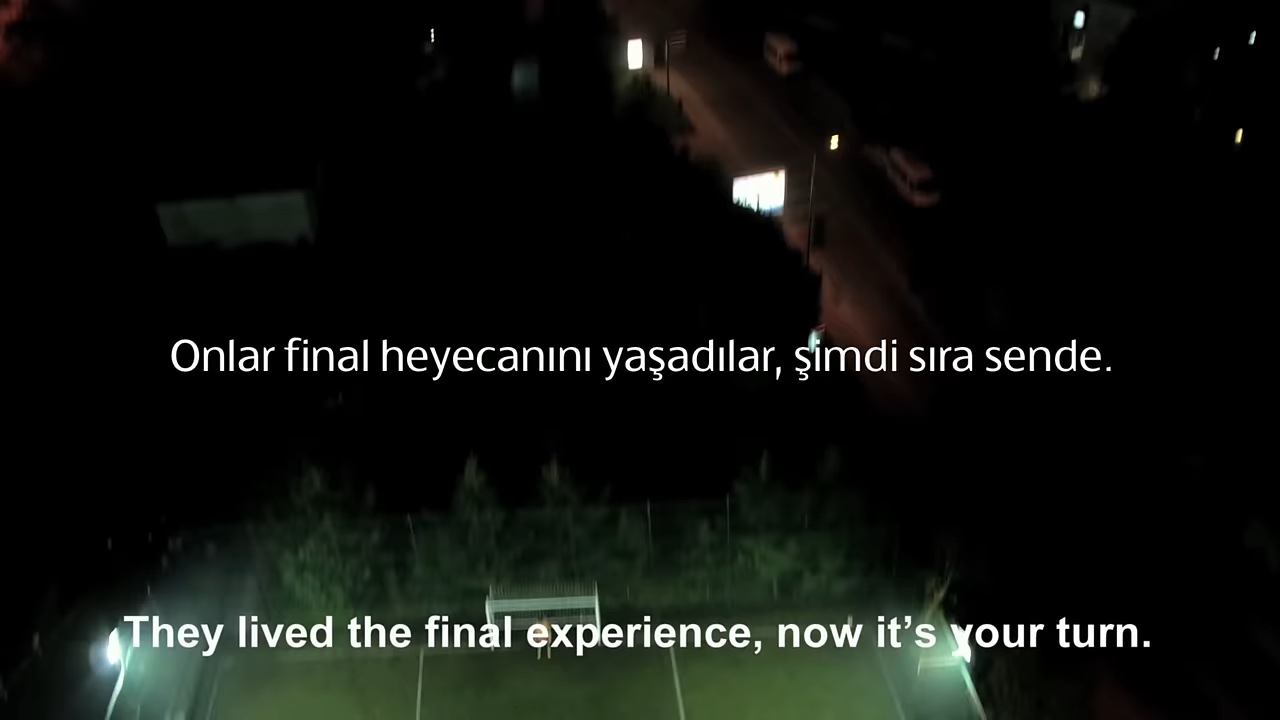 Onlar final heyecanını yaşadılar, şimdi sıra sende.
They lived the final experience, now it’s your turn.